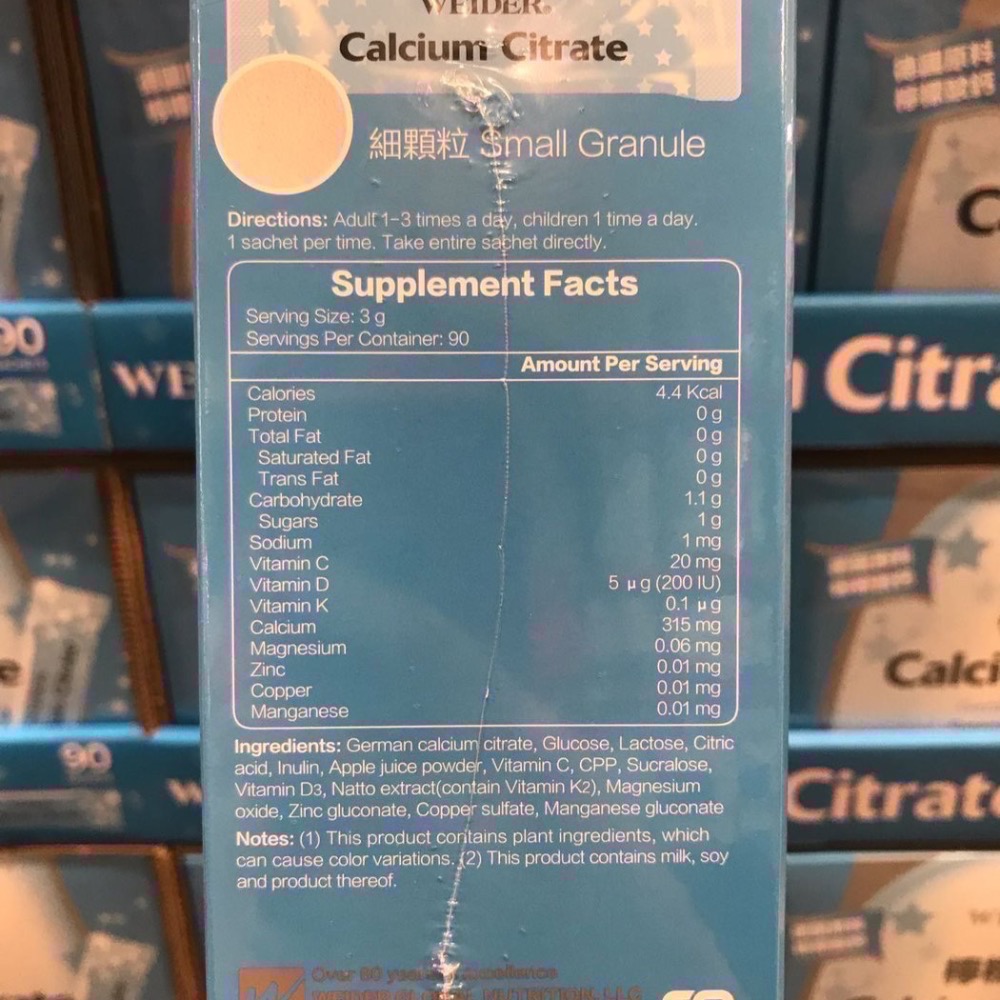 WEIDER®
Calcium Citrate
細顆粒 Small Granule
Directions: Adult 1-3 times a day, children 1 time a day.
1 sachet per time. Take entire sachet directly.
Supplement Facts
Serving Size: 3 g
Servings Per Container: 90
Amount Per Serving
Calories 4.4 Kcal
Protein 0 g
Total Fat 0 g
Saturated Fat 0 g
Trans Fat 0 g
Carbohydrate 1.1 g
Sugars 1 g
Sodium 1 mg
Vitamin C 20 mg
Vitamin D 5 μg (200 IU)
Vitamin K 0.1 μg
Calcium 315 mg
Magnesium 0.06 mg
Zinc 0.01 mg
Copper 0.01 mg
Manganese 0.01 mg
Ingredients: German calcium citrate, Glucose, Lactose, Citric
acid, Inulin, Apple juice powder, Vitamin C, CPP, Sucralose,
Vitamin D3, Natto extract(contain Vitamin K2), Magnesium
oxide, Zinc gluconate, Copper sulfate, Manganese gluconate
Notes: (1) This product contains plant ingredients, which
can cause color variations. (2) This product contains milk, soy
and product thereof.
90
WE
Citra
Calci
90
W
Citrate